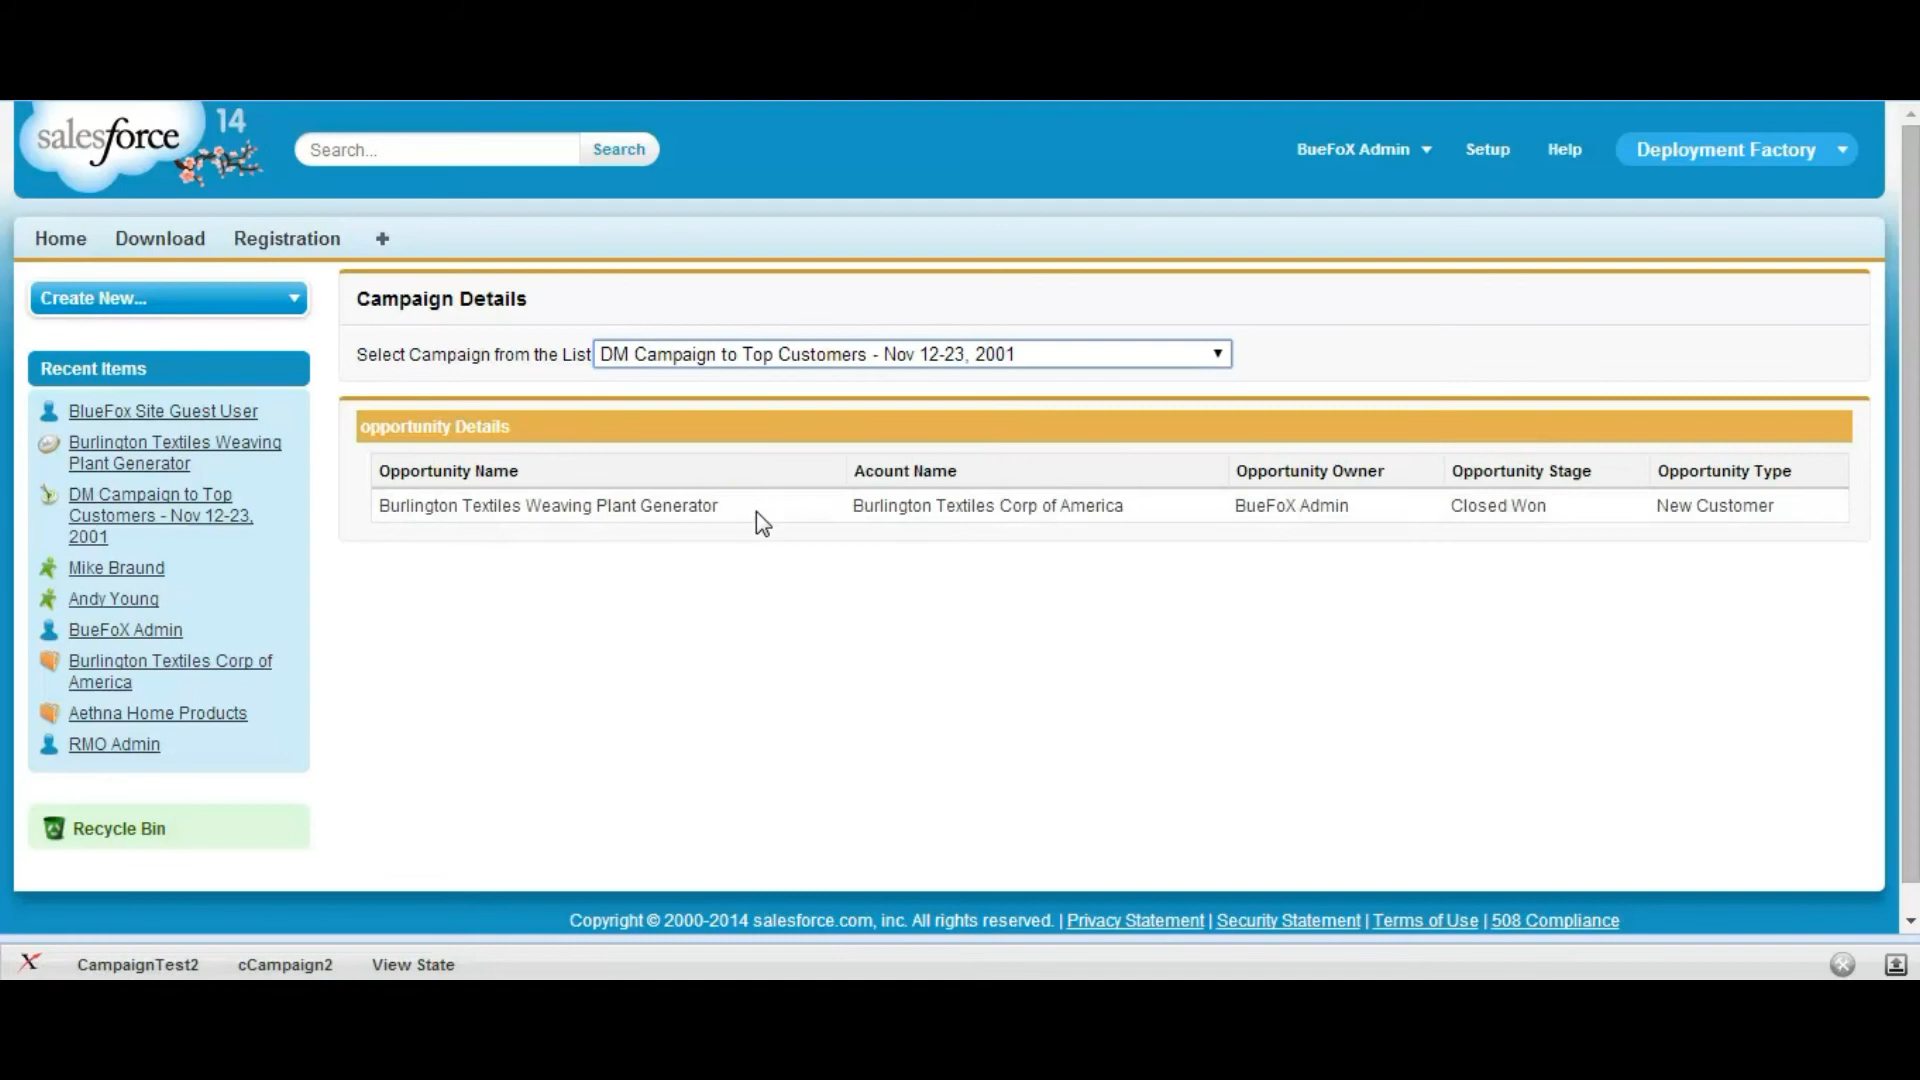 salesforce 14
Search... Search BueFoX Admin Setup Help Deployment Factory
Home Download Registration
Create New...
Recent Items
BlueFox Site Guest User
Burlington Textiles Weaving
Plant Generator
DM Campaign to Top
Customers - Nov 12-23,
2001
Mike Braund
Andy Young
BueFoX Admin
Burlington Textiles Corp of
America
Aethna Home Products
RMO Admin
Recycle Bin
Campaign Details
Select Campaign from the List DM Campaign to Top Customers - Nov 12-23, 2001
opportunity Details
Opportunity Name Acount Name Opportunity Owner Opportunity Stage Opportunity Type
Burlington Textiles Weaving Plant Generator Burlington Textiles Corp of America BueFoX Admin Closed Won New Customer
Copyright © 2000-2014 salesforce.com, inc. All rights reserved. | Privacy Statement | Security Statement | Terms of Use | 508 Compliance
CampaignTest2 cCampaign2 View State